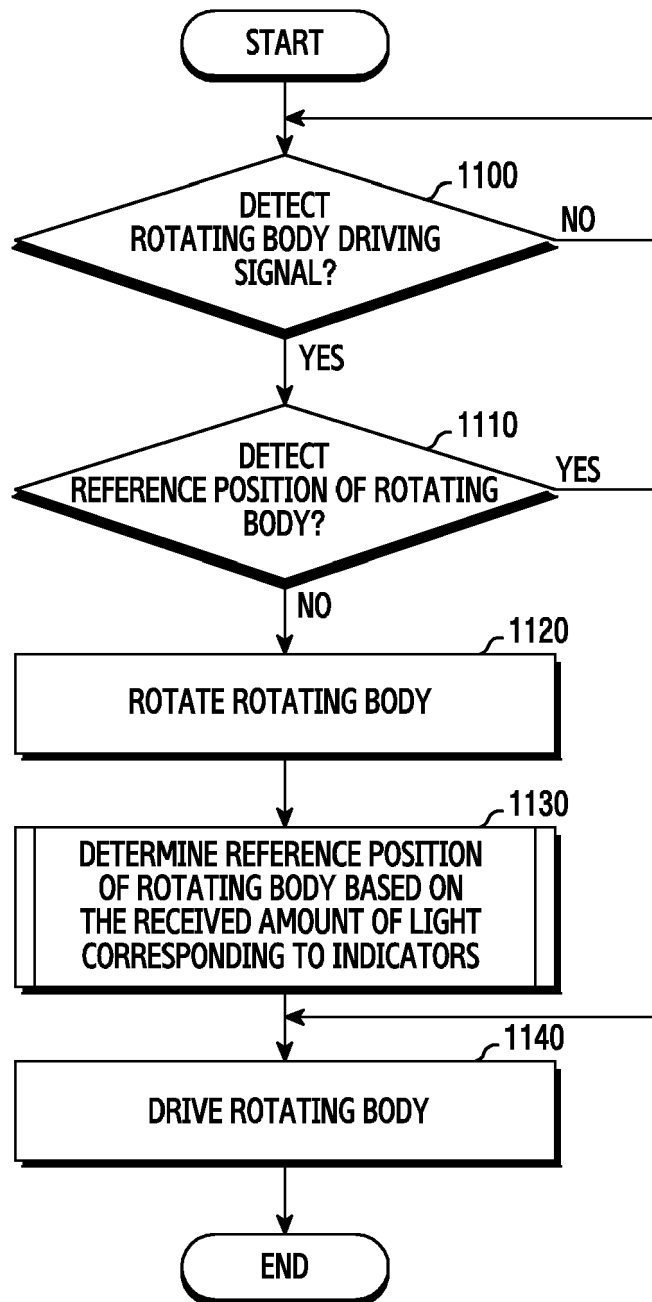 START
1100
DETECT
ROTATING BODY DRIVING
SIGNAL?
NO
YES
1110
DETECT
REFERENCE POSITION OF ROTATING
BODY?
YES
NO
1120
ROTATE ROTATING BODY
1130
DETERMINE REFERENCE POSITION
OF ROTATING BODY BASED ON
THE RECEIVED AMOUNT OF LIGHT
CORRESPONDING TO INDICATORS
1140
DRIVE ROTATING BODY
END